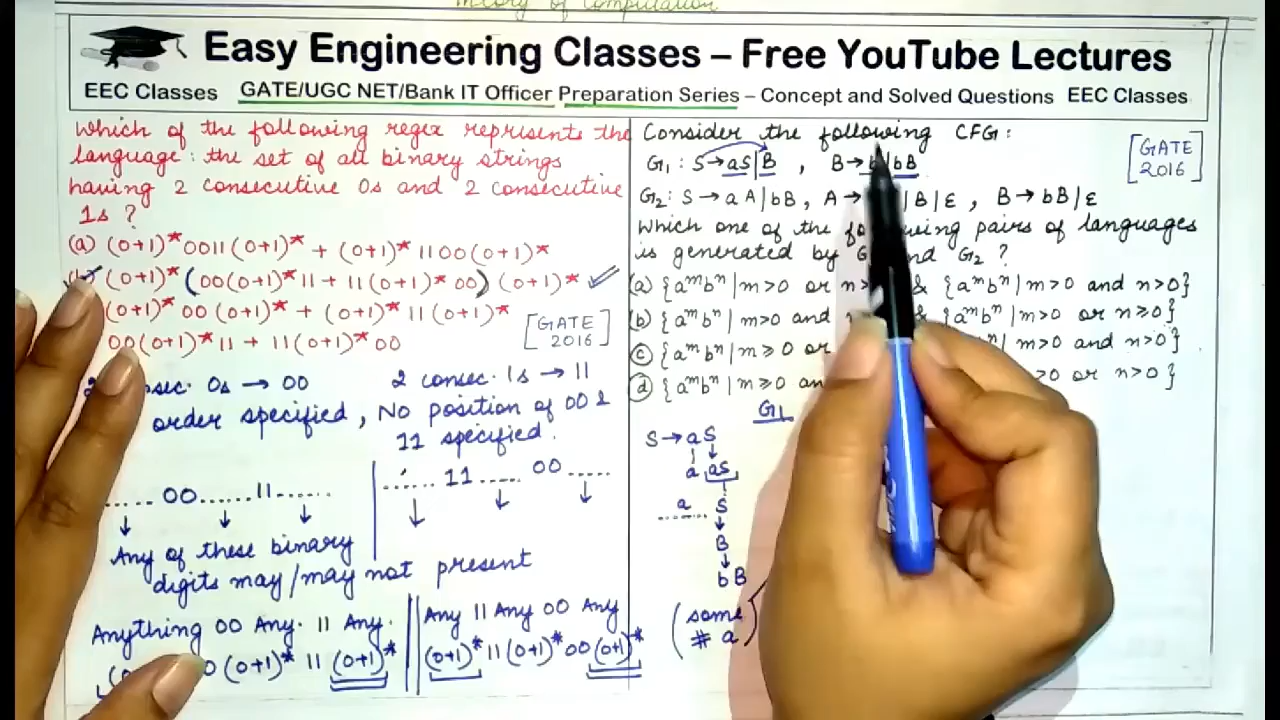 Theory of Computation
Easy Engineering Classes – Free YouTube Lectures
EEC Classes GATE/UGC NET/Bank IT Officer Preparation Series – Concept and Solved Questions EEC Classes
Which of the following regex represents the
language: the set of all binary strings
having 2 consecutive 0s and 2 consecutive
1s ?
(a) (0+1)*0011(0+1)* + (0+1)*1100(0+1)*
(0+1)*(00(0+1)*11 + 11(0+1)*00)(0+1)*
(0+1)*00(0+1)* + (0+1)*11(0+1)*
00(0+1)*11 + 11(0+1)*00
[GATE 2016]
2 consec. 0s → 00 2 consec. 1s → 11
order specified, No position of 00 &
11 specified.
..... 00 ...... 11 ......
...... 11 ..... 00 .....
Any of these binary
digits may/may not present
Anything 00 Any. 11 Any.
0 (0+1)* 11 (0+1)*
Any 11 Any 00 Any
(0+1)*11(0+1)*00(0+1)*
Consider the following CFG:
[GATE 2016]
G1: S→aS|B, B→b|bB
G2: S→aA|bB, A→ |B|ε, B→bB|ε
Which one of the following pairs of languages
is generated by G and G2 ?
(a) {a^m b^n | m>0 or n> & {a^m b^n | m>0 and n>0}
(b) {a^m b^n | m>0 and & {a^m b^n | m>0 or n≥0}
(c) {a^m b^n | m≥0 or m>0 and n>0}
(d) {a^m b^n | m≥0 an >0 or n>0}
G1
S→aS
a aS
a S
B
bB
(some
# a)